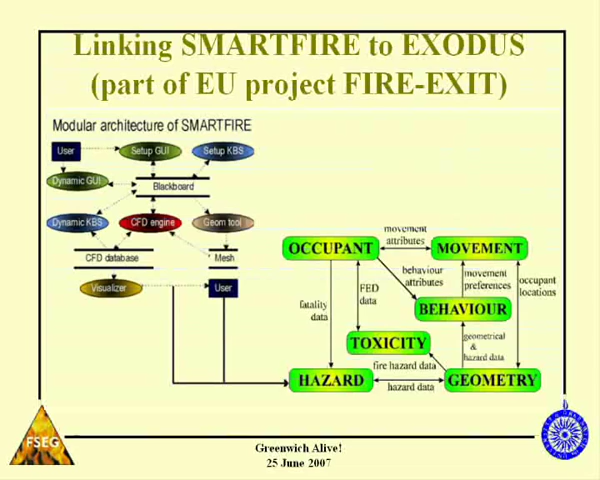 Linking SMARTFIRE to EXODUS
(part of EU project FIRE-EXIT)
Modular architecture of SMARTFIRE
User
Setup GUI
Setup KBS
Dynamic GUI
Blackboard
Dynamic KBS
CFD engine
Geom tool
CFD database
Mesh
Visualizer
User
movement
attributes
OCCUPANT
MOVEMENT
behaviour
attributes
movement
preferences
occupant
locations
FED
data
fatality
data
BEHAVIOUR
TOXICITY
geometrical
&
hazard data
fire hazard data
HAZARD
hazard data
GEOMETRY
FSEG
Greenwich Alive!
25 June 2007